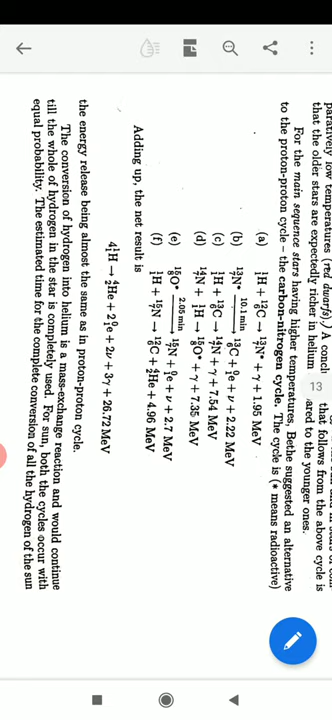 paratively low temperatures (red dwarfs).) A concl
that the older stars are expectedly richer in helium
that follows from the above cycle is
ared to the younger ones.
13
For the main sequence stars having higher temperatures, Bethe suggested an alternative
to the proton-proton cycle – the carbon-nitrogen cycle. The cycle is (* means radioactive)
(a) ¹₁H + ¹²₆C → ¹³₇N* + γ + 1.95 MeV
(b) ¹³₇N* —10.1 min→ ¹³₆C + ⁰₁e + ν + 2.22 MeV
(c) ¹₁H + ¹³₆C → ¹⁴₇N + γ + 7.54 MeV
(d) ¹⁴₇N + ¹₁H → ¹⁵₈O* + γ + 7.35 MeV
(e) ¹⁵₈O* —2.05 min→ ¹⁵₇N + ⁰₁e + ν + 2.7 MeV
(f) ¹₁H + ¹⁵₇N → ¹²₆C + ⁴₂He + 4.96 MeV
Adding up, the net result is
4¹₁H → ⁴₂He + 2⁰₁e + 2ν + 3γ + 26.72 MeV
the energy release being almost the same as in proton-proton cycle.
The conversion of hydrogen into helium is a mass-exchange reaction and would continue
till the whole of hydrogen in the star is completely used. For sun, both the cycles occur with
equal probability. The estimated time for the complete conversion of all the hydrogen of the sun